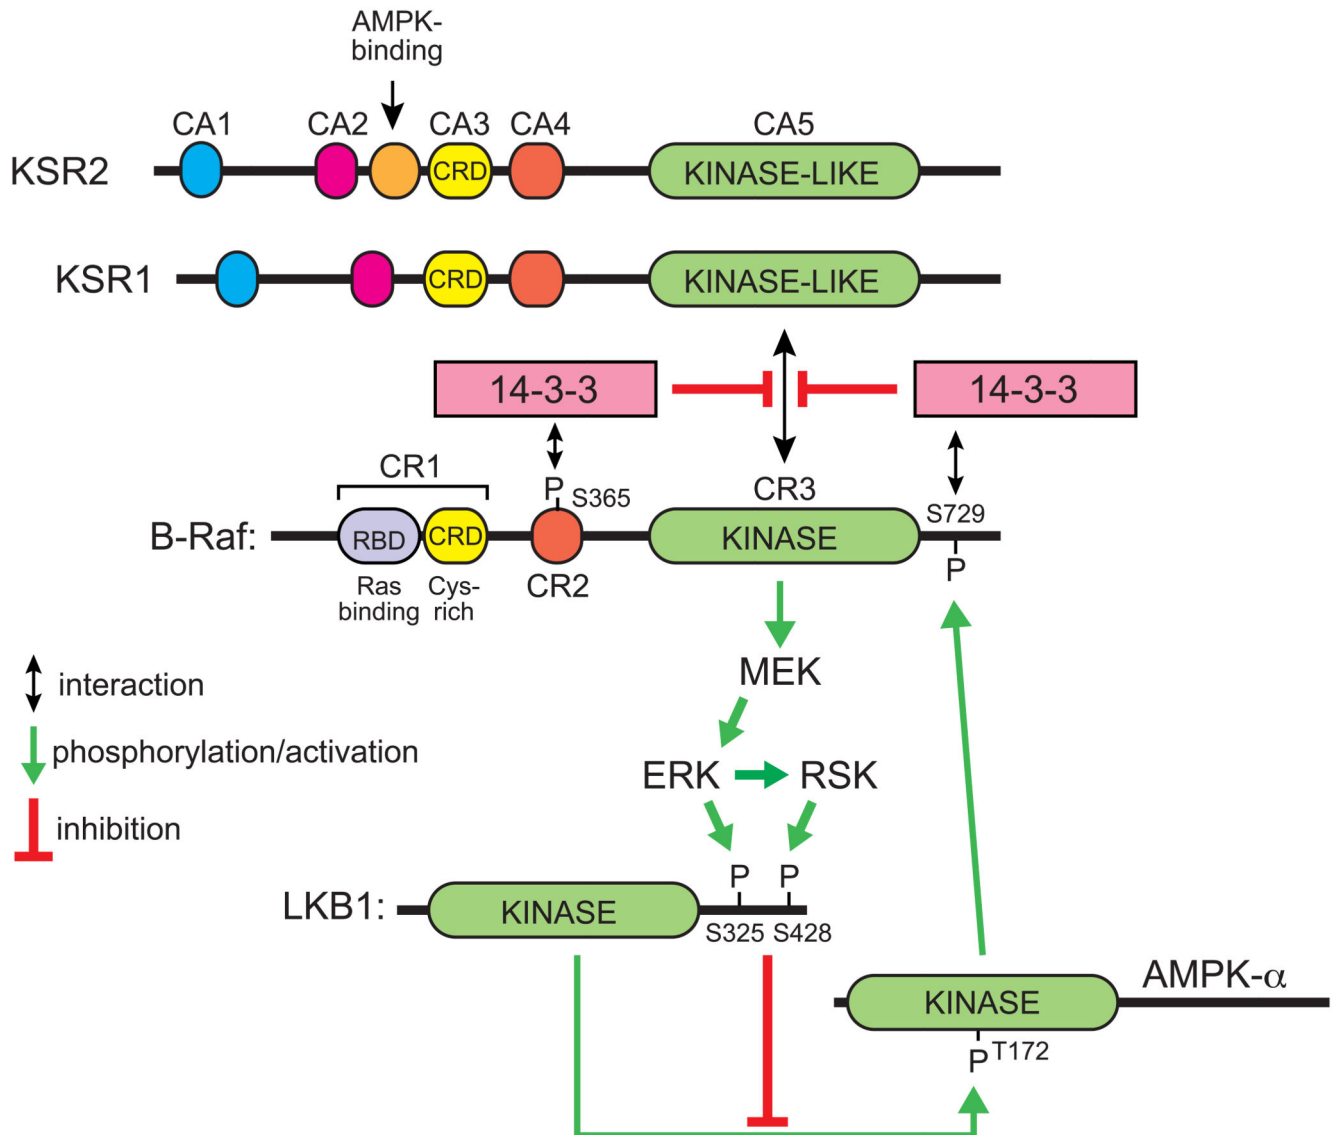 AMPK-
binding
CA1
CA2
CA3
CA4
CA5
KSR2
CRD
KINASE-LIKE
KSR1
CRD
KINASE-LIKE
14-3-3
14-3-3
CR1
P
S365
CR3
S729
B-Raf:
RBD
CRD
KINASE
P
Ras
binding
Cys-
rich
CR2
MEK
interaction
phosphorylation/activation
ERK
RSK
inhibition
P
P
LKB1:
KINASE
S325
S428
AMPK-α
KINASE
P
T172